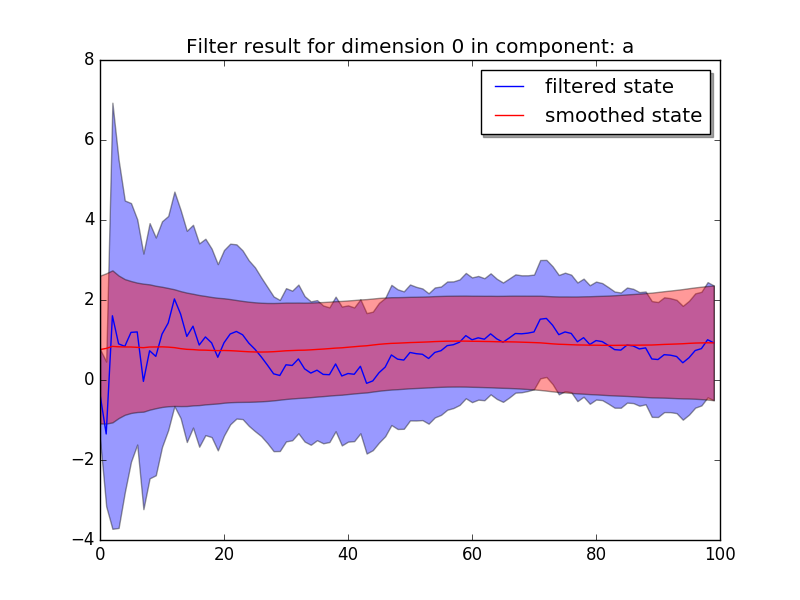 Filter result for dimension 0 in component: a
8
6
4
2
0
−2
−4
filtered state
smoothed state
0 20 40 60 80 100